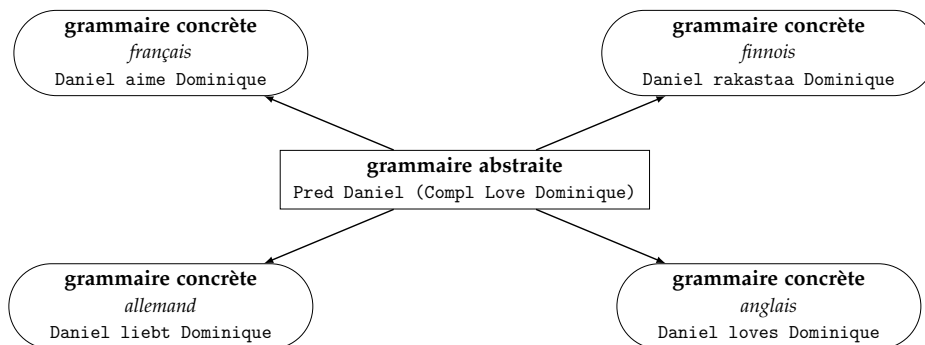 grammaire concrète
français
Daniel aime Dominique
grammaire concrète
finnois
Daniel rakastaa Dominique
grammaire abstraite
Pred Daniel (Compl Love Dominique)
grammaire concrète
allemand
Daniel liebt Dominique
grammaire concrète
anglais
Daniel loves Dominique